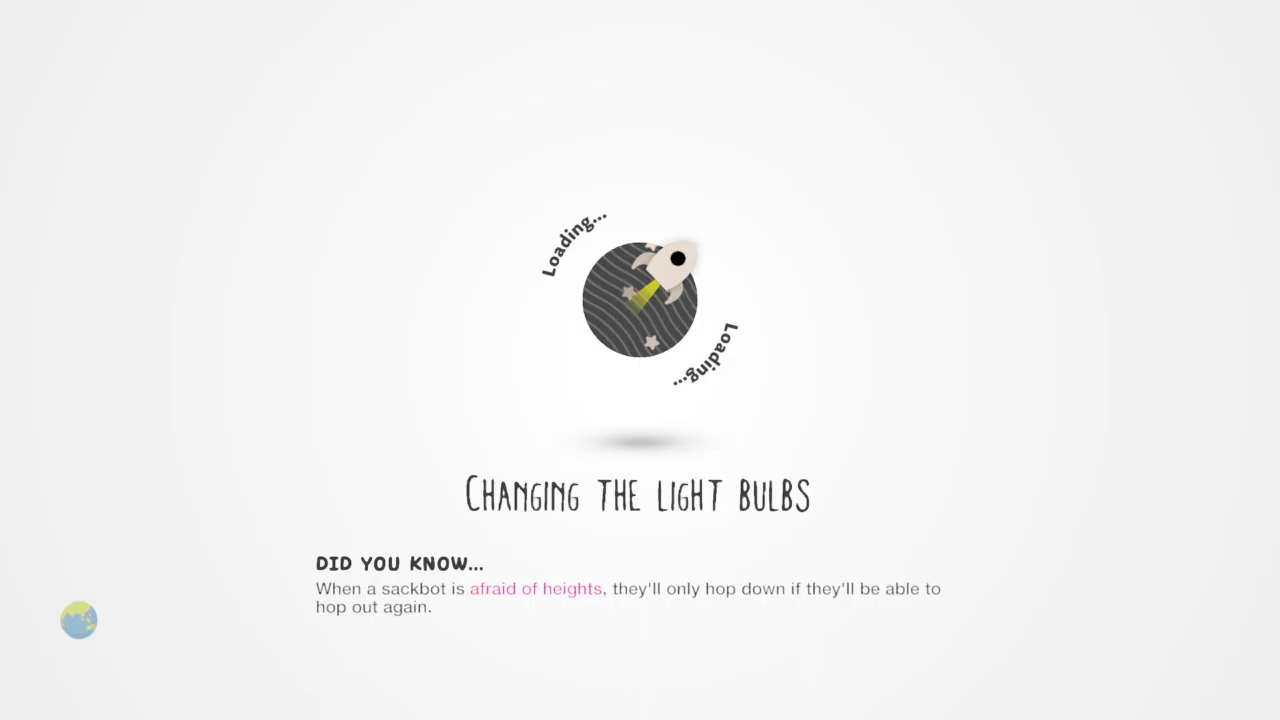 Loading...
Loading...
Changing the light bulbs
DID YOU KNOW...
When a sackbot is afraid of heights, they'll only hop down if they'll be able to
hop out again.